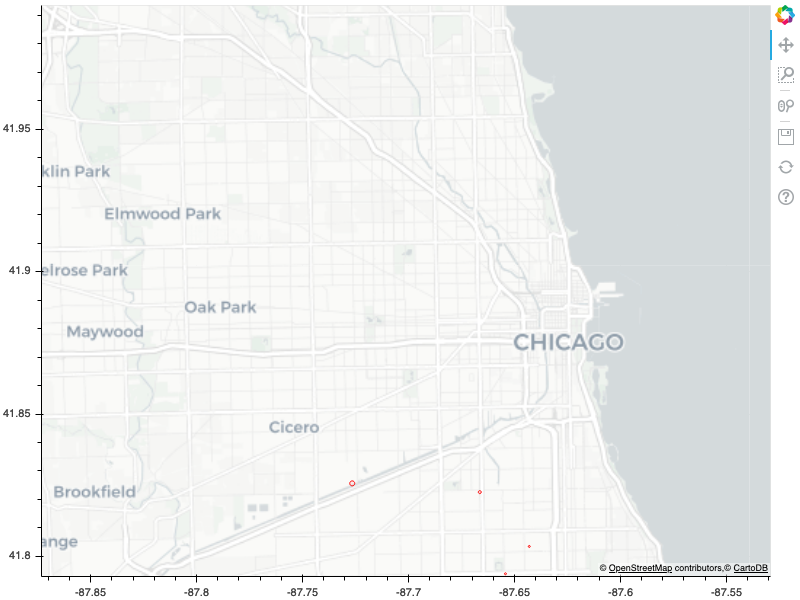 41.95
klin Park
Elmwood Park
41.9
elrose Park
Oak Park
Maywood
CHICAGO
41.85
Cicero
Brookfield
ange
41.8
© OpenStreetMap contributors,© CartoDB
-87.85
-87.8
-87.75
-87.7
-87.65
-87.6
-87.55